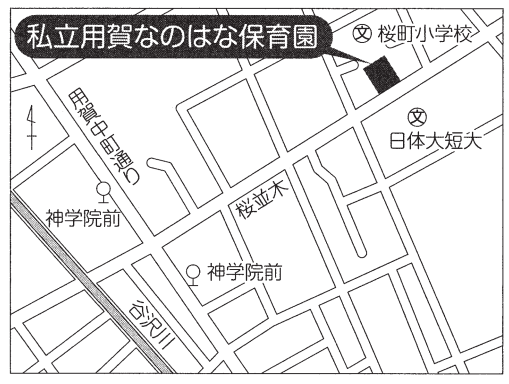 私立用賀なのはな保育園
文 桜町小学校
文
日体大短大
用賀中町通り
桜並木
神学院前
神学院前
谷沢川